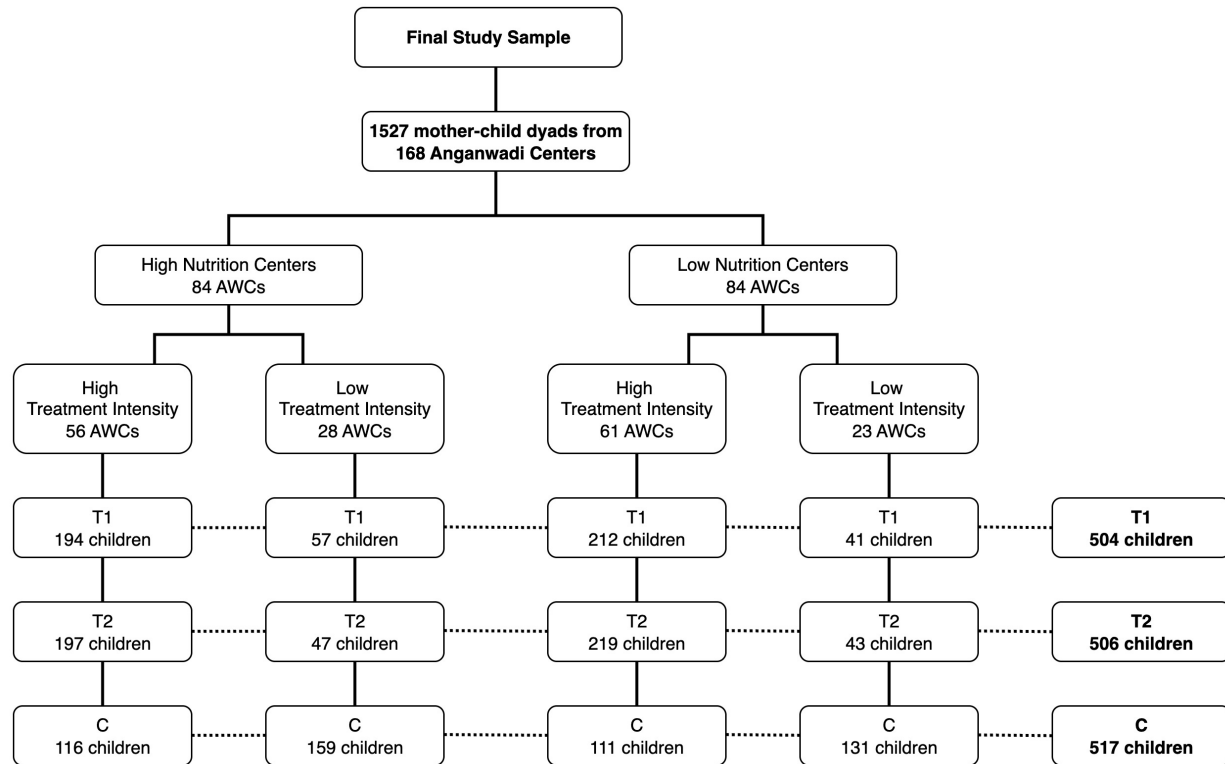 Final Study Sample
1527 mother-child dyads from
168 Anganwadi Centers
High Nutrition Centers
84 AWCs
Low Nutrition Centers
84 AWCs
High
Treatment Intensity
56 AWCs
Low
Treatment Intensity
28 AWCs
High
Treatment Intensity
61 AWCs
Low
Treatment Intensity
23 AWCs
T1
194 children
T1
57 children
T1
212 children
T1
41 children
T1
504 children
T2
197 children
T2
47 children
T2
219 children
T2
43 children
T2
506 children
C
116 children
C
159 children
C
111 children
C
131 children
C
517 children